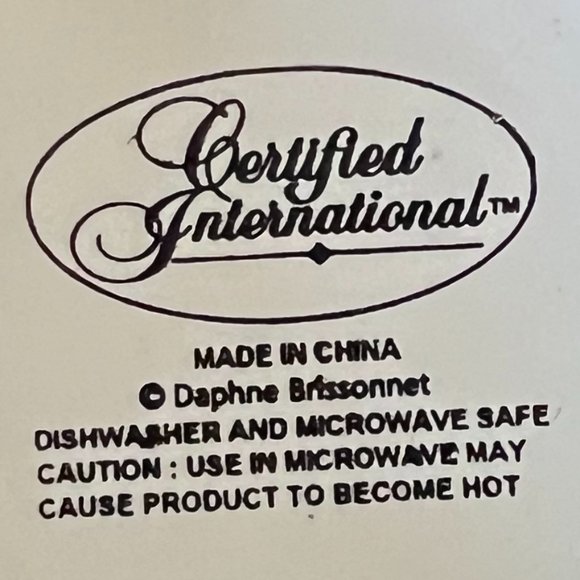 Certified
International™
MADE IN CHINA
© Daphne Brissonnet
DISHWASHER AND MICROWAVE SAFE
CAUTION : USE IN MICROWAVE MAY
CAUSE PRODUCT TO BECOME HOT